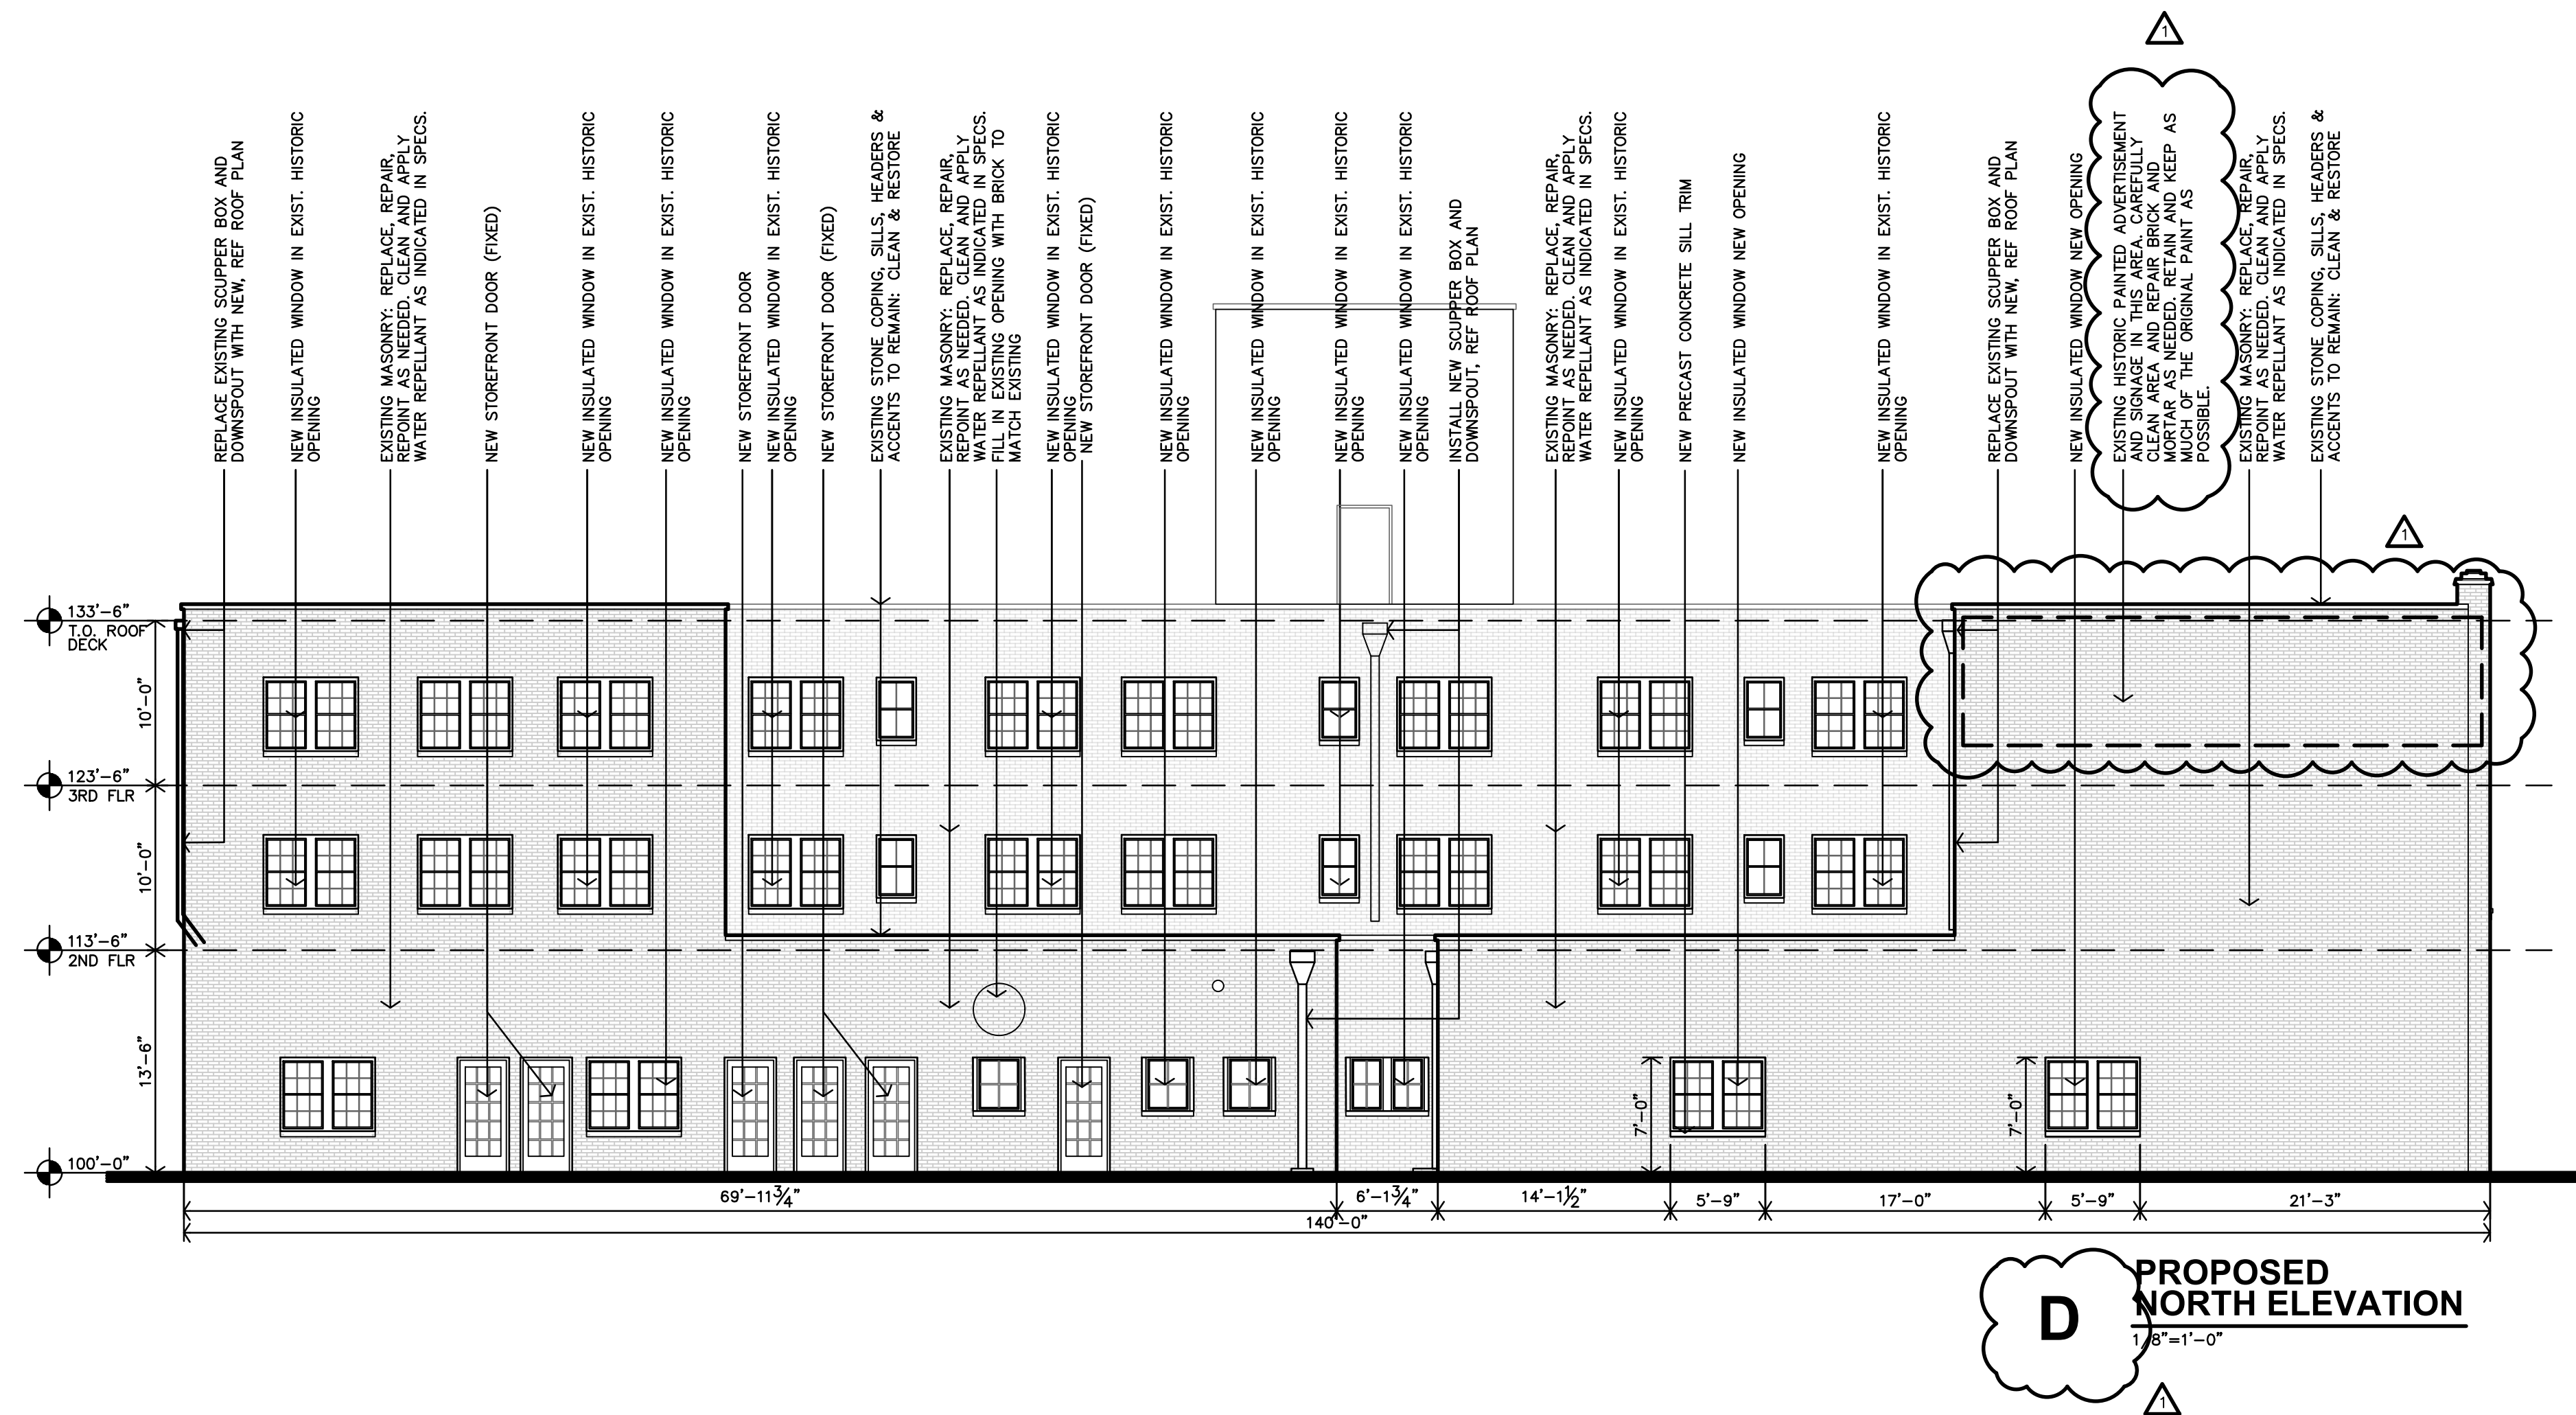 1
REPLACE EXISTING SCUPPER BOX AND
DOWNSPOUT WITH NEW, REF ROOF PLAN
NEW INSULATED WINDOW IN EXIST. HISTORIC
OPENING
EXISTING MASONRY: REPLACE, REPAIR,
REPOINT AS NEEDED. CLEAN AND APPLY
WATER REPELLANT AS INDICATED IN SPECS.
NEW STOREFRONT DOOR (FIXED)
NEW INSULATED WINDOW IN EXIST. HISTORIC
OPENING
NEW INSULATED WINDOW IN EXIST. HISTORIC
OPENING
NEW STOREFRONT DOOR
NEW INSULATED WINDOW IN EXIST. HISTORIC
OPENING
NEW STOREFRONT DOOR (FIXED)
EXISTING STONE COPING, SILLS, HEADERS &
ACCENTS TO REMAIN: CLEAN & RESTORE
EXISTING MASONRY: REPLACE, REPAIR,
REPOINT AS NEEDED. CLEAN AND APPLY
WATER REPELLANT AS INDICATED IN SPECS.
FILL IN EXISTING OPENING WITH BRICK TO
MATCH EXISTING
NEW INSULATED WINDOW IN EXIST. HISTORIC
OPENING
NEW STOREFRONT DOOR (FIXED)
NEW INSULATED WINDOW IN EXIST. HISTORIC
OPENING
NEW INSULATED WINDOW IN EXIST. HISTORIC
OPENING
NEW INSULATED WINDOW IN EXIST. HISTORIC
OPENING
NEW INSULATED WINDOW IN EXIST. HISTORIC
OPENING
INSTALL NEW SCUPPER BOX AND
DOWNSPOUT, REF ROOF PLAN
EXISTING MASONRY: REPLACE, REPAIR,
REPOINT AS NEEDED. CLEAN AND APPLY
WATER REPELLANT AS INDICATED IN SPECS.
NEW INSULATED WINDOW IN EXIST. HISTORIC
OPENING
NEW PRECAST CONCRETE SILL TRIM
NEW INSULATED WINDOW NEW OPENING
NEW INSULATED WINDOW IN EXIST. HISTORIC
OPENING
REPLACE EXISTING SCUPPER BOX AND
DOWNSPOUT WITH NEW, REF ROOF PLAN
NEW INSULATED WINDOW NEW OPENING
EXISTING HISTORIC PAINTED ADVERTISEMENT
AND SIGNAGE IN THIS AREA. CAREFULLY
CLEAN AREA AND REPAIR BRICK AND
MORTAR AS NEEDED. RETAIN AND KEEP AS
MUCH OF THE ORIGINAL PAINT AS
POSSIBLE.
EXISTING MASONRY: REPLACE, REPAIR,
REPOINT AS NEEDED. CLEAN AND APPLY
WATER REPELLANT AS INDICATED IN SPECS.
EXISTING STONE COPING, SILLS, HEADERS &
ACCENTS TO REMAIN: CLEAN & RESTORE
1
133'-6"
T.O. ROOF
DECK
10'-0"
123'-6"
3RD FLR
10'-0"
113'-6"
2ND FLR
13'-6"
100'-0"
7'-0"
7'-0"
69'-11¾"
6'-1¾"
14'-1½"
5'-9"
17'-0"
5'-9"
21'-3"
140'-0"
D
PROPOSED
NORTH ELEVATION
1/8"=1'-0"
1